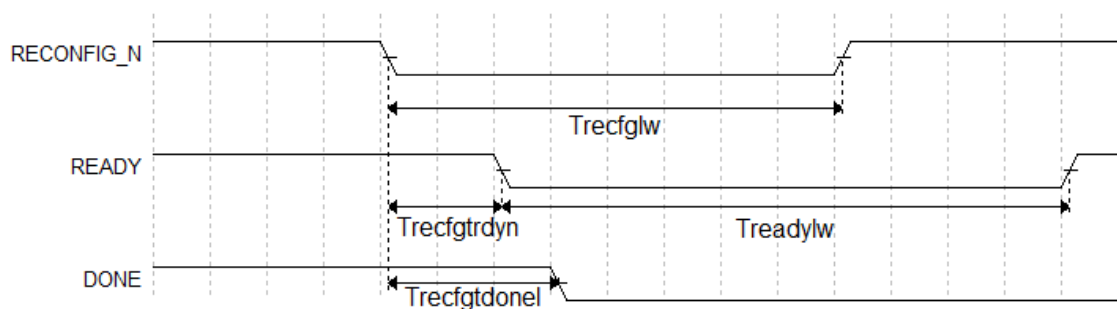 RECONFIG_N
Trecfglw
READY
Trecfgtrdyn Treadylw
DONE
Trecfgtdonel